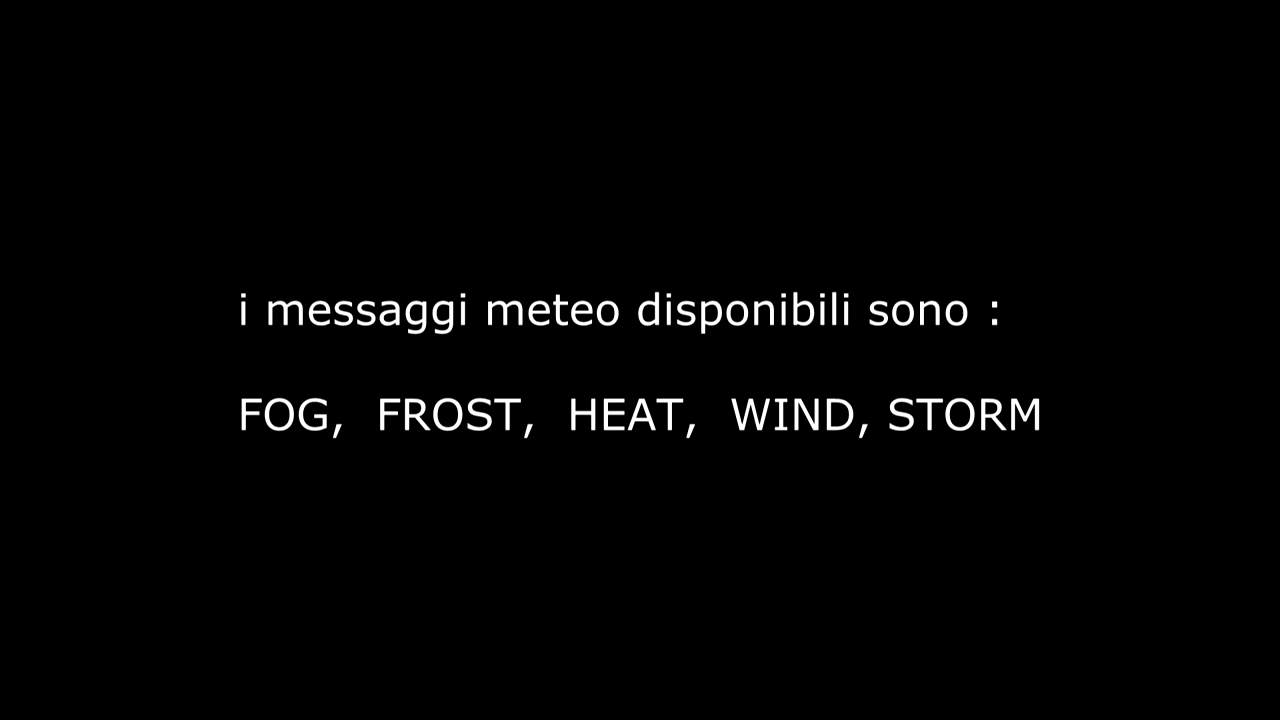 i messaggi meteo disponibili sono :
FOG,  FROST,  HEAT,  WIND, STORM